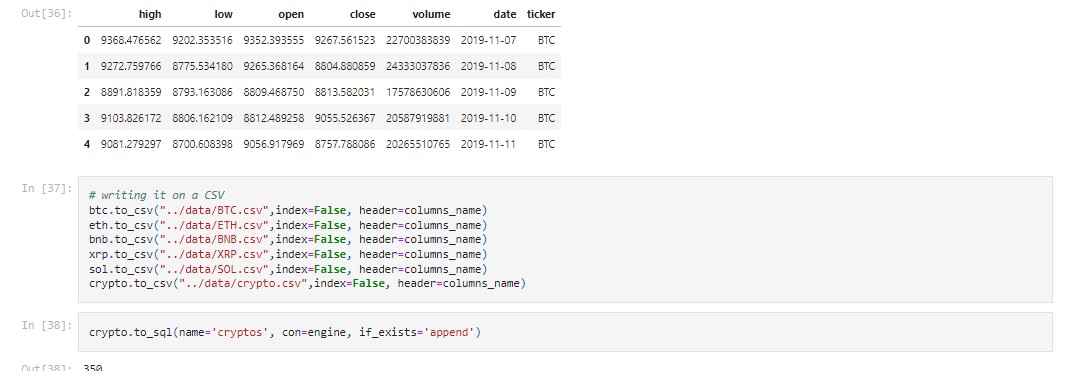 Out[36]:
high low open close volume date ticker
0 9368.476562 9202.353516 9352.393555 9267.561523 22700383839 2019-11-07 BTC
1 9272.759766 8775.534180 9265.368164 8804.880859 24333037836 2019-11-08 BTC
2 8891.818359 8793.163086 8809.468750 8813.582031 17578630606 2019-11-09 BTC
3 9103.826172 8806.162109 8812.489258 9055.526367 20587919881 2019-11-10 BTC
4 9081.279297 8700.608398 9056.917969 8757.788086 20265510765 2019-11-11 BTC
In [37]:
# writing it on a CSV
btc.to_csv("../data/BTC.csv",index=False, header=columns_name)
eth.to_csv("../data/ETH.csv",index=False, header=columns_name)
bnb.to_csv("../data/BNB.csv",index=False, header=columns_name)
xrp.to_csv("../data/XRP.csv",index=False, header=columns_name)
sol.to_csv("../data/SOL.csv",index=False, header=columns_name)
crypto.to_csv("../data/crypto.csv",index=False, header=columns_name)
In [38]:
crypto.to_sql(name='cryptos', con=engine, if_exists='append')
Out[38]: 350